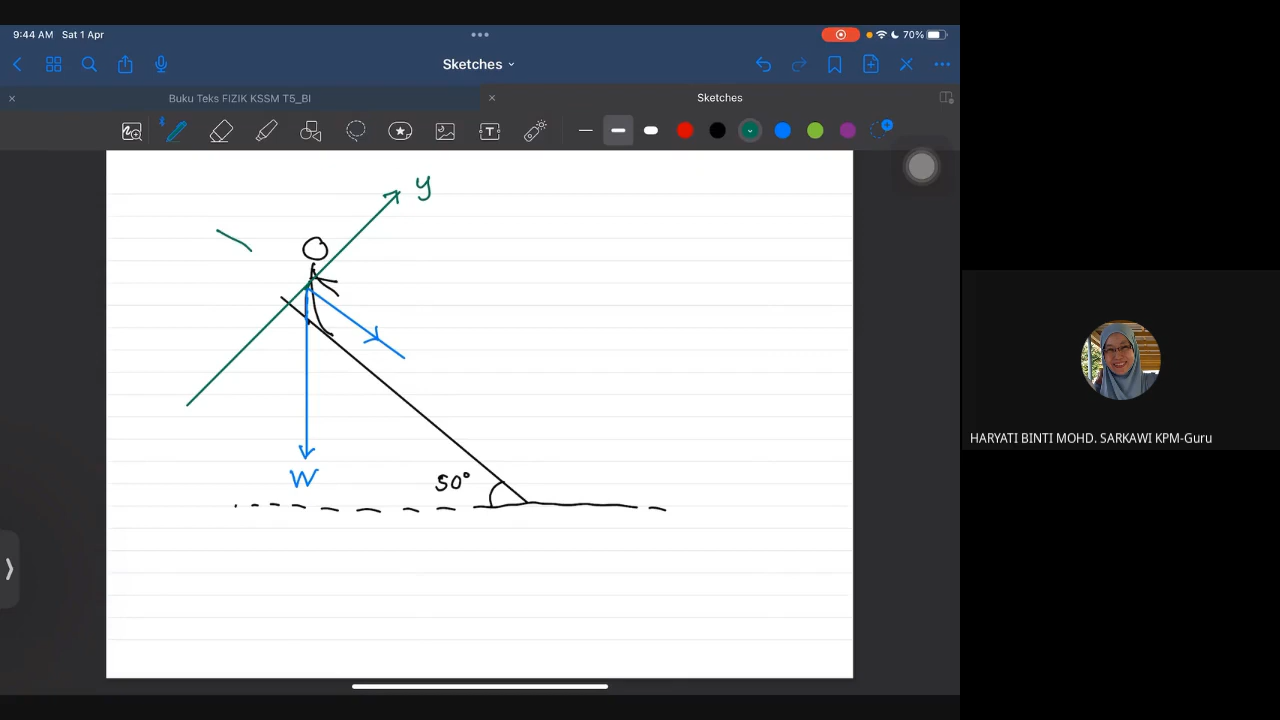 9:44 AM Sat 1 Apr
70%
Sketches
Buku Teks FIZIK KSSM T5_BI
Sketches
y
W
50°
HARYATI BINTI MOHD. SARKAWI KPM-Guru